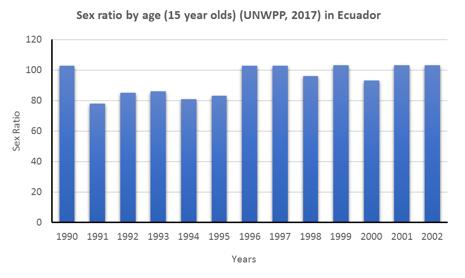 Sex ratio by age (15 year olds) (UNWPP, 2017) in Ecuador
120
100
80
60
40
20
0
Sex Ratio
1990 1991 1992 1993 1994 1995 1996 1997 1998 1999 2000 2001 2002
Years